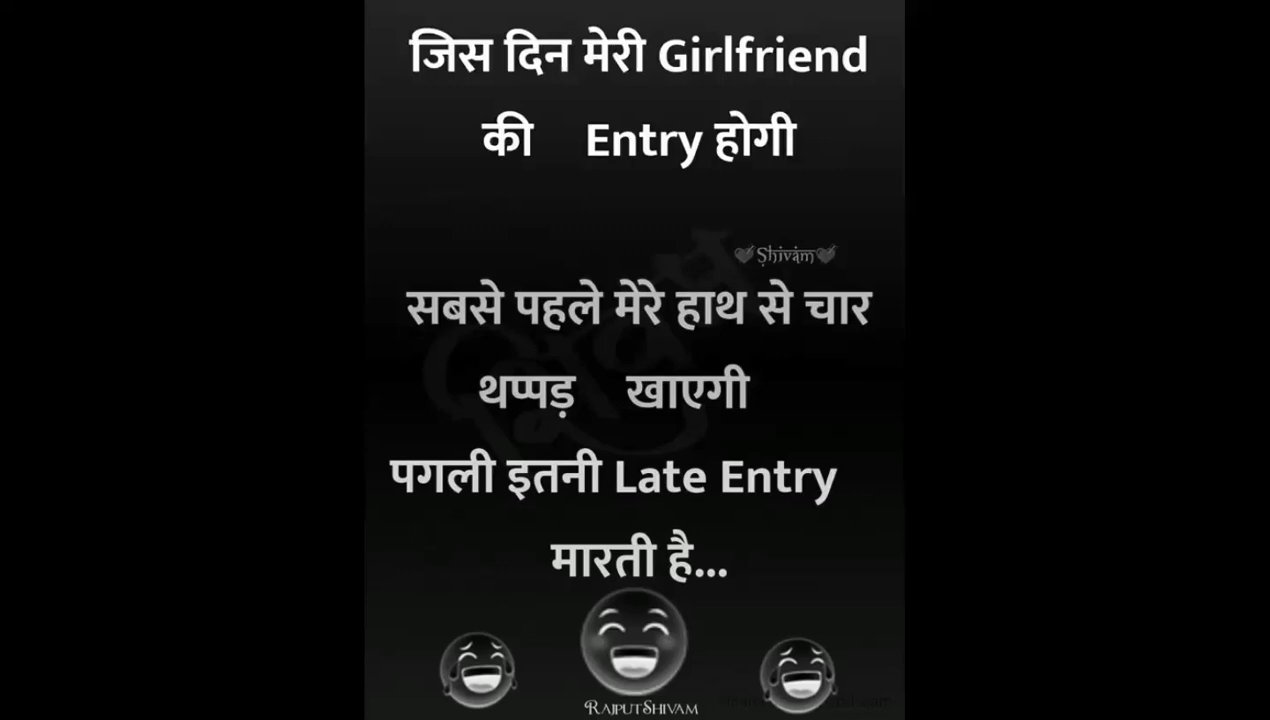 जिस दिन मेरी Girlfriend
की Entry होगी
Shivam
सबसे पहले मेरे हाथ से चार
थप्पड़ खाएगी
पगली इतनी Late Entry
मारती है...
RAJPUTSHIVAM